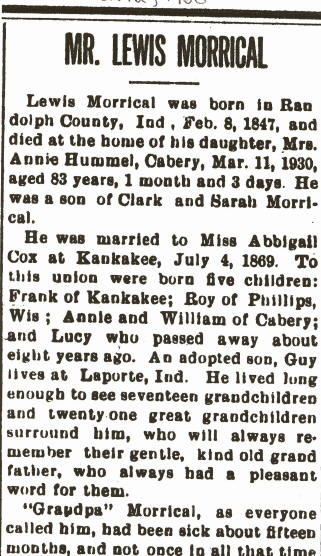 MR. LEWIS MORRICAL
Lewis Morrical was born in Ran
dolph County, Ind , Feb. 8, 1847, and
died at the home of his daughter, Mrs.
Annie Hummel, Cabery, Mar. 11, 1930,
aged 83 years, 1 month and 3 days. He
was a son of Clark and Sarah Morri-
cal.
He was married to Miss Abbigail
Cox at Kankakee, July 4, 1869. To
this union were born five children:
Frank of Kankakee; Roy of Phillips,
Wis ; Annie and William of Cabery;
and Lucy who passed away about
eight years ago. An adopted son, Guy
lives at Laporte, Ind. He lived long
enough to see seventeen grandchildren
and twenty one great grandchildren
surround him, who will always re-
member their gentle, kind old grand
father, who always had a pleasant
word for them.
"Grandpa" Morrical, as everyone
called him, had been sick about fifteen
months, and not once in all that time